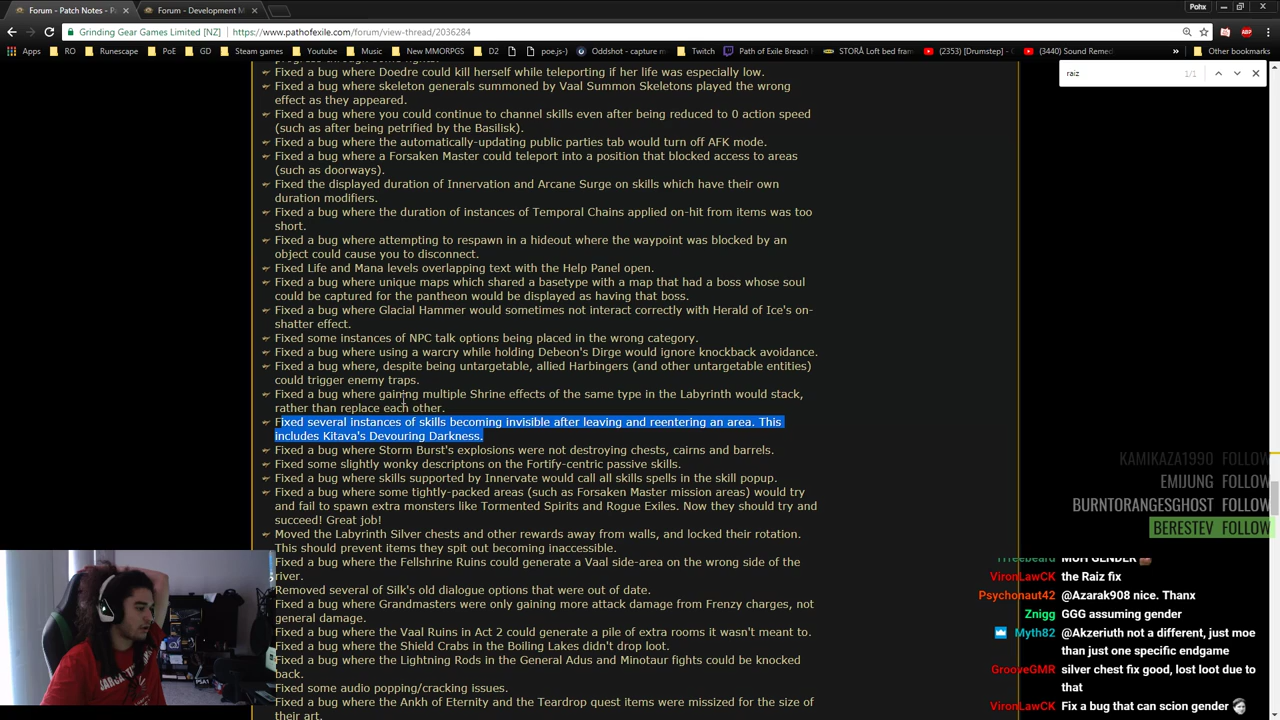 Forum - Patch Notes - P
Forum - Development M
Pohx
Grinding Gear Games Limited [NZ]
https://www.pathofexile.com/forum/view-thread/2036284
Apps
RO
Runescape
PoE
GD
Steam games
Youtube
Music
New MMORPGS
D2
poe.js-)
Oddshot - capture m
Twitch
Path of Exile Breach
STORÅ Loft bed fram
(2353) [Drumstep] —
(3440) Sound Reme
Other bookmarks
raiz
1/1
Fixed a bug where Doedre could kill herself while teleporting if her life was especially low.
Fixed a bug where skeleton generals summoned by Vaal Summon Skeletons played the wrong
effect as they appeared.
Fixed a bug where you could continue to channel skills even after being reduced to 0 action speed
(such as after being petrified by the Basilisk).
Fixed a bug where the automatically-updating public parties tab would turn off AFK mode.
Fixed a bug where a Forsaken Master could teleport into a position that blocked access to areas
(such as doorways).
Fixed the displayed duration of Innervation and Arcane Surge on skills which have their own
duration modifiers.
Fixed a bug where the duration of instances of Temporal Chains applied on-hit from items was too
short.
Fixed a bug where attempting to respawn in a hideout where the waypoint was blocked by an
object could cause you to disconnect.
Fixed Life and Mana levels overlapping text with the Help Panel open.
Fixed a bug where unique maps which shared a basetype with a map that had a boss whose soul
could be captured for the pantheon would be displayed as having that boss.
Fixed a bug where Glacial Hammer would sometimes not interact correctly with Herald of Ice's on-
shatter effect.
Fixed some instances of NPC talk options being placed in the wrong category.
Fixed a bug where using a warcry while holding Debeon's Dirge would ignore knockback avoidance.
Fixed a bug where, despite being untargetable, allied Harbingers (and other untargetable entities)
could trigger enemy traps.
Fixed a bug where gaining multiple Shrine effects of the same type in the Labyrinth would stack,
rather than replace each other.
Fixed several instances of skills becoming invisible after leaving and reentering an area. This
includes Kitava's Devouring Darkness.
Fixed a bug where Storm Burst's explosions were not destroying chests, cairns and barrels.
Fixed some slightly wonky descriptons on the Fortify-centric passive skills.
Fixed a bug where skills supported by Innervate would call all skills spells in the skill popup.
Fixed a bug where some tightly-packed areas (such as Forsaken Master mission areas) would try
and fail to spawn extra monsters like Tormented Spirits and Rogue Exiles. Now they should try and
succeed! Great job!
Moved the Labyrinth Silver chests and other rewards away from walls, and locked their rotation.
This should prevent items they spit out becoming inaccessible.
Fixed a bug where the Fellshrine Ruins could generate a Vaal side-area on the wrong side of the
river.
Removed several of Silk's old dialogue options that were out of date.
Fixed a bug where Grandmasters were only gaining more attack damage from Frenzy charges, not
general damage.
Fixed a bug where the Vaal Ruins in Act 2 could generate a pile of extra rooms it wasn't meant to.
Fixed a bug where the Shield Crabs in the Boiling Lakes didn't drop loot.
Fixed a bug where the Lightning Rods in the General Adus and Minotaur fights could be knocked
back.
Fixed some audio popping/cracking issues.
Fixed a bug where the Ankh of Eternity and the Teardrop quest items were missized for the size of
their art.
KAMIKAZA1990 FOLLOW
EMIJUNG FOLLOW
BURNTORANGESGHOST FOLLOW
BERESTEV FOLLOW
GENDER
VironLawCK the Raiz fix
Psychonaut42 @Azarak908 nice. Thanx
Znigg GGG assuming gender
Myth82 @Akzeriuth not a different, just moe
than just one specific endgame
GrooveGMR silver chest fix good, lost loot due to
that
VironLawCK Fix a bug that can scion gender